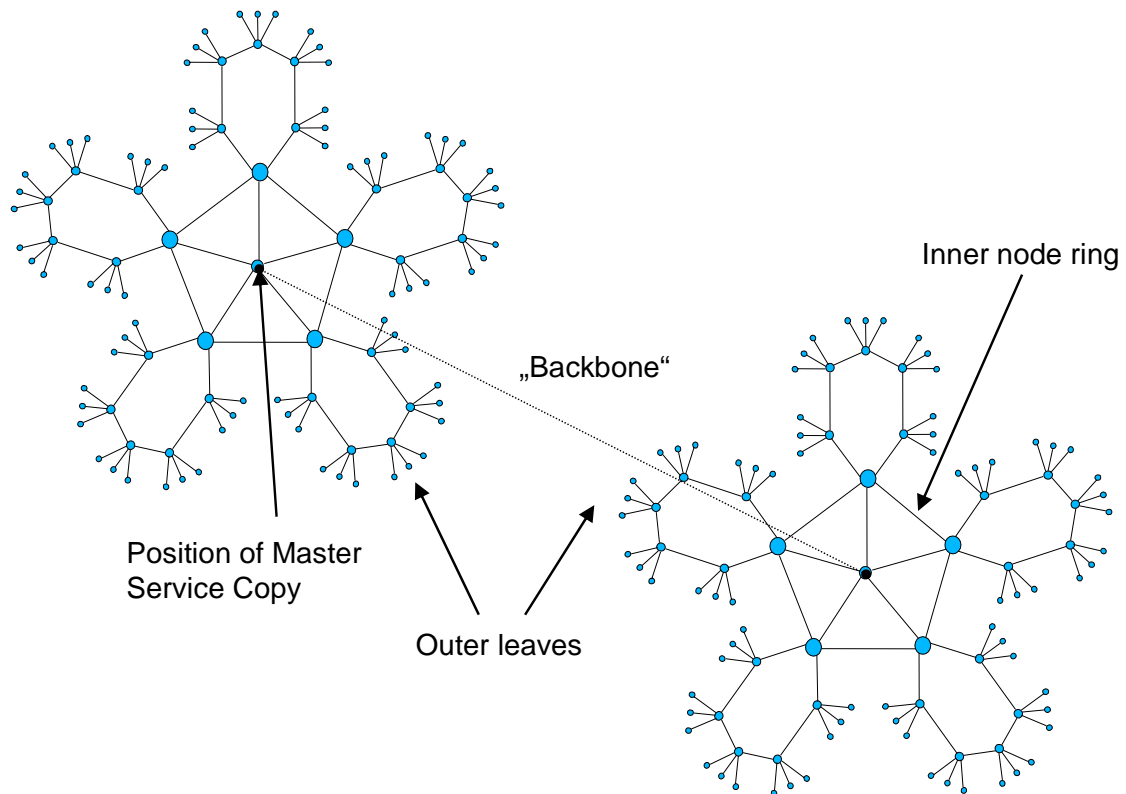 Inner node ring
„Backbone“
Position of Master
Service Copy
Outer leaves